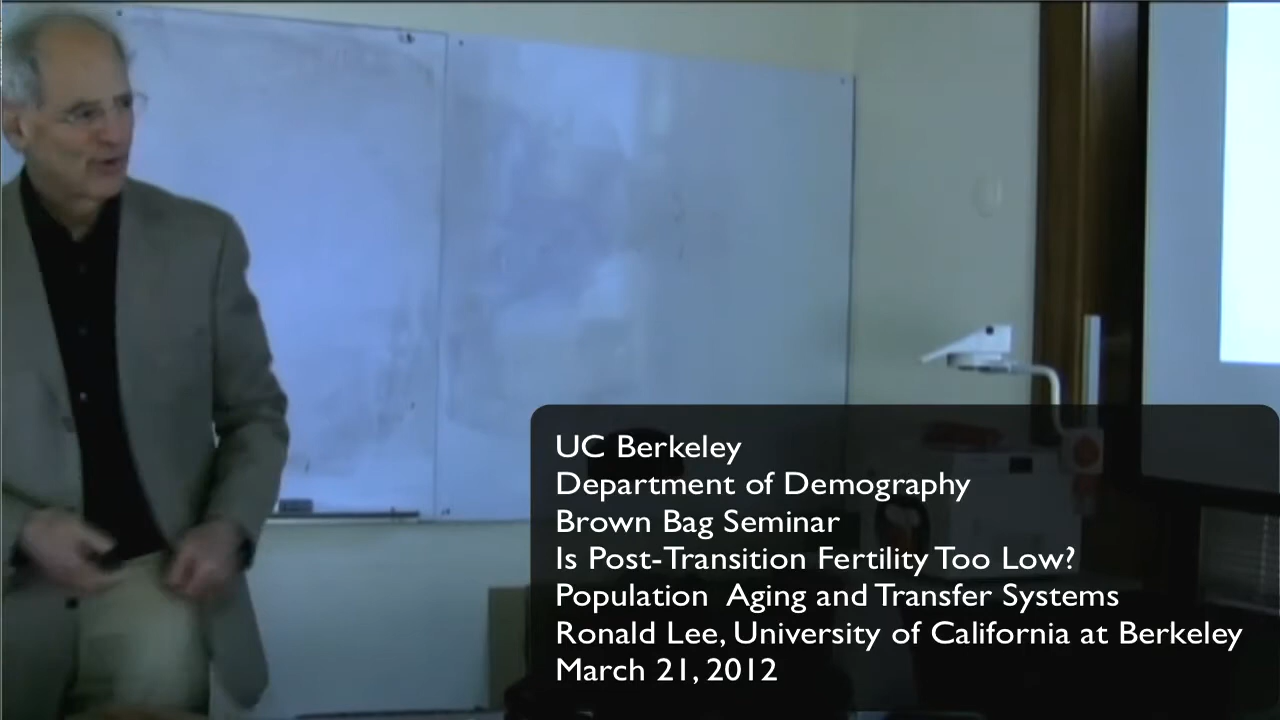 UC Berkeley
Department of Demography
Brown Bag Seminar
Is Post-Transition Fertility Too Low?
Population Aging and Transfer Systems
Ronald Lee, University of California at Berkeley
March 21, 2012